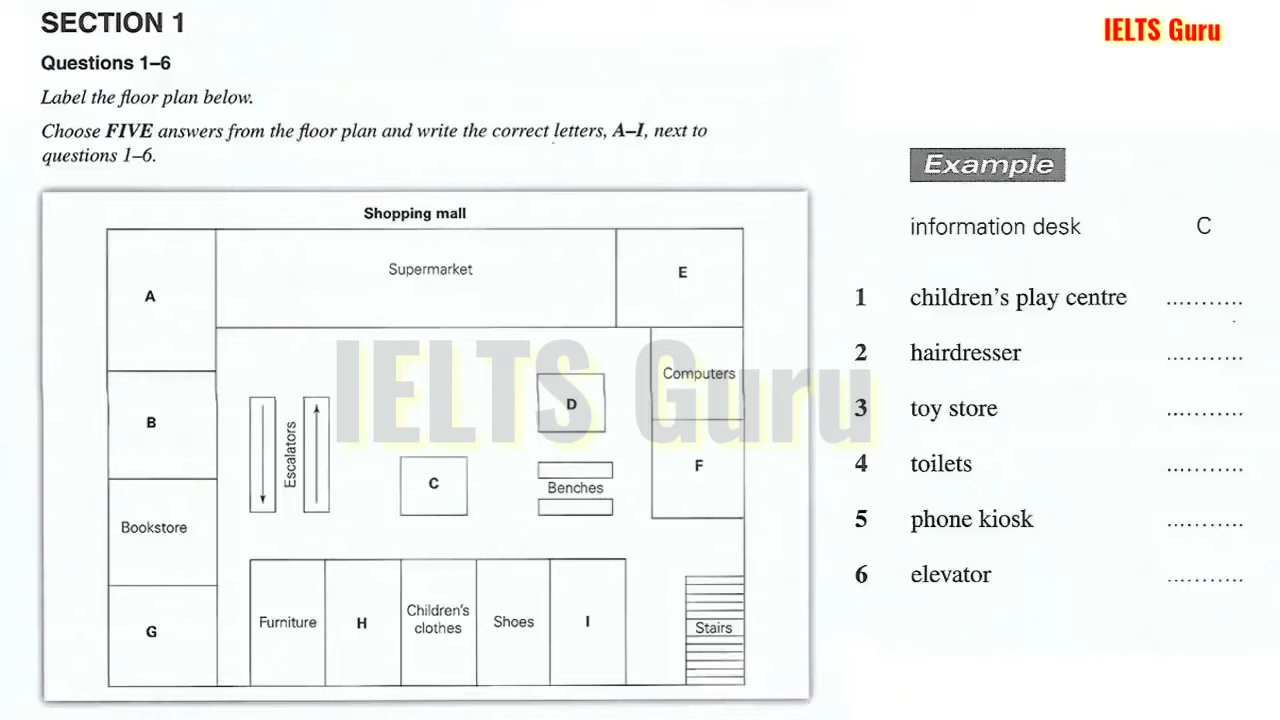 SECTION 1
IELTS Guru
Questions 1–6
Label the floor plan below.
Choose FIVE answers from the floor plan and write the correct letters, A–I, next to
questions 1–6.
Shopping mall
A
Supermarket
E
B
Escalators
C
D
Benches
Computers
F
Bookstore
G
Furniture
H
Children's
clothes
Shoes
I
Stairs
IELTS Guru
Example
information desk C
1 children's play centre ...........
2 hairdresser ...........
3 toy store ...........
4 toilets ...........
5 phone kiosk ...........
6 elevator ...........